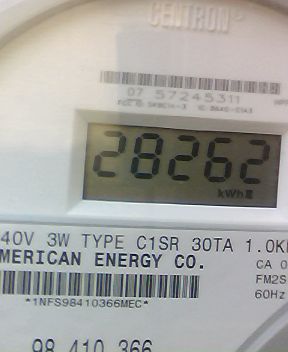 CENTRON
07 57245311
28262
kWh
40V 3W TYPE C1SR 30TA 1.0K
MERICAN ENERGY CO.
CA 0
FM2S
60Hz
*1NFS98410366MEC*
98 410 366